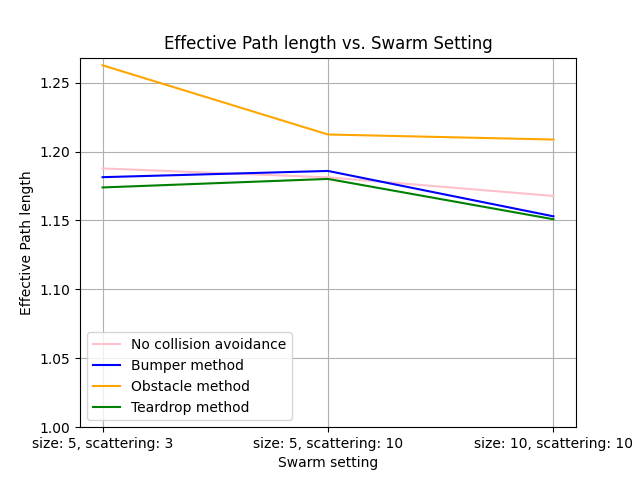 Effective Path length vs. Swarm Setting
Effective Path length
1.25
1.20
1.15
1.10
1.05
1.00
No collision avoidance
Bumper method
Obstacle method
Teardrop method
size: 5, scattering: 3
size: 5, scattering: 10
size: 10, scattering: 10
Swarm setting